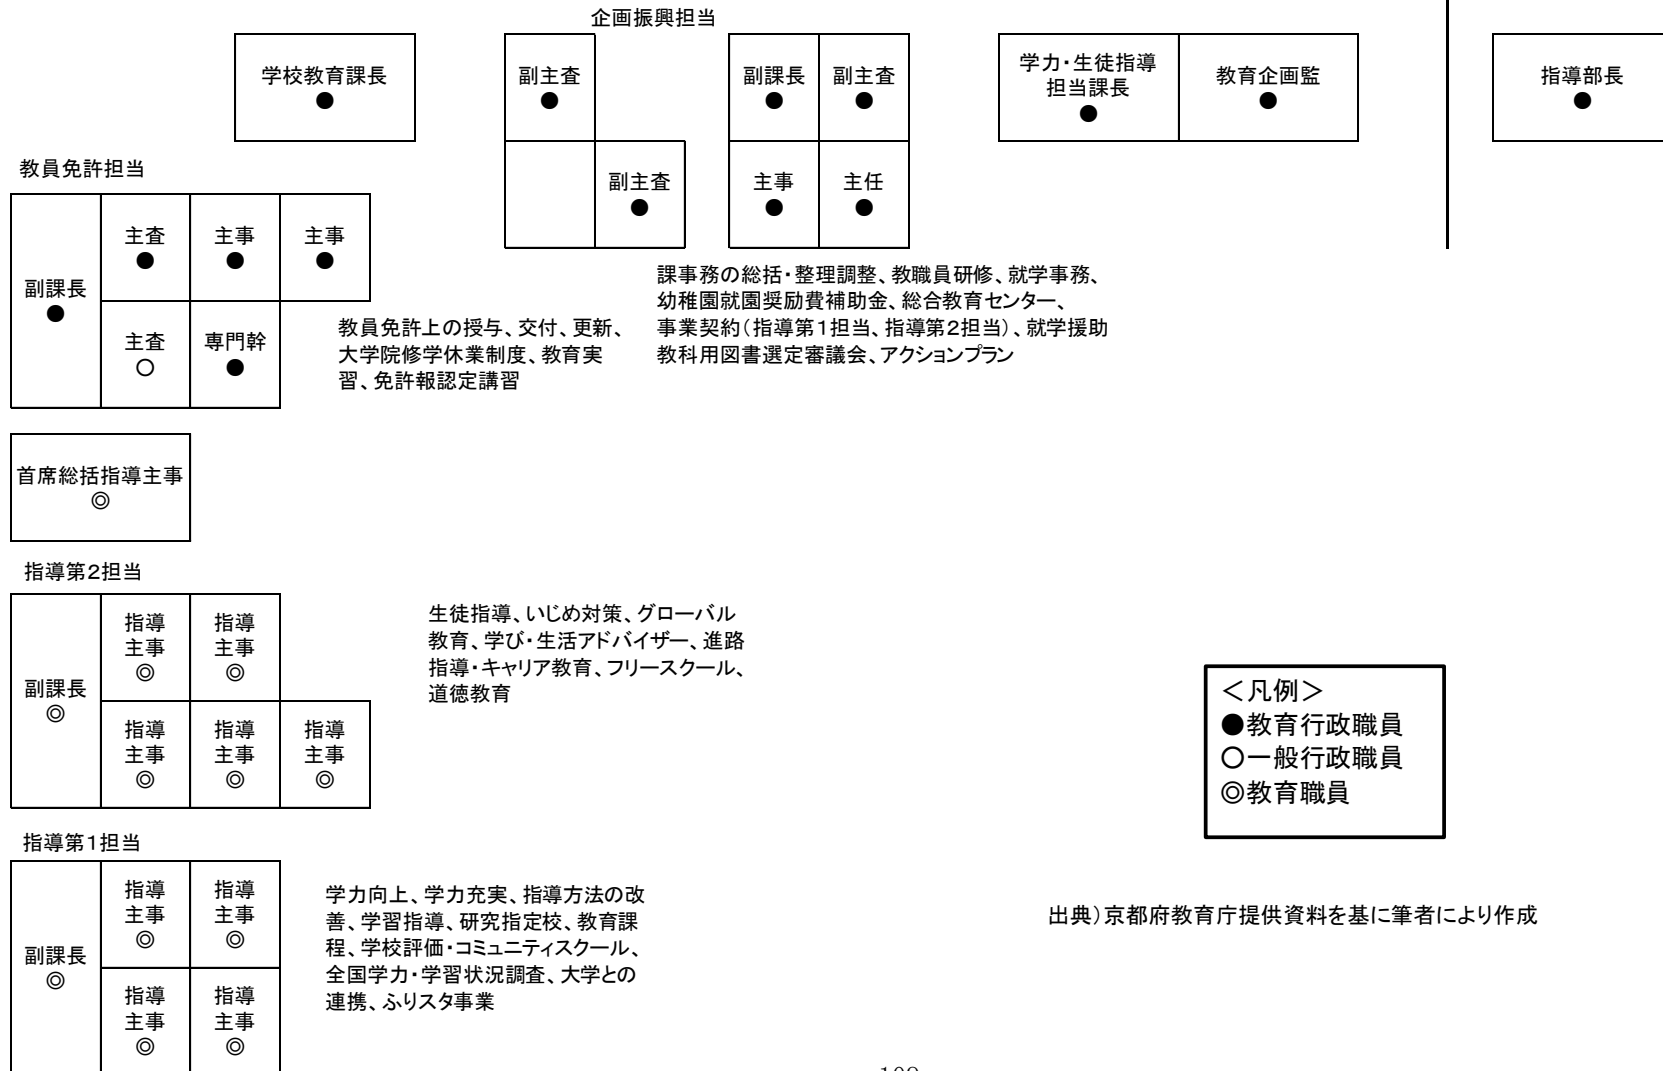 企画振興担当
学校教育課長
●
副主査
●
副課長
●
副主査
●
学力・生徒指導
担当課長
●
教育企画監
●
指導部長
●
副主査
●
主事
●
主任
●
教員免許担当
副課長
●
主査
●
主事
●
主事
●
主査
○
専門幹
●
教員免許上の授与、交付、更新、
大学院修学休業制度、教育実
習、免許報認定講習
課事務の総括・整理調整、教職員研修、就学事務、
幼稚園就園奨励費補助金、総合教育センター、
事業契約(指導第1担当、指導第2担当)、就学援助
教科用図書選定審議会、アクションプラン
首席総括指導主事
◎
指導第2担当
副課長
◎
指導
主事
◎
指導
主事
◎
指導
主事
◎
指導
主事
◎
指導
主事
◎
生徒指導、いじめ対策、グローバル
教育、学び・生活アドバイザー、進路
指導・キャリア教育、フリースクール、
道徳教育
<凡例>
●教育行政職員
○一般行政職員
◎教育職員
指導第1担当
副課長
◎
指導
主事
◎
指導
主事
◎
指導
主事
◎
指導
主事
◎
学力向上、学力充実、指導方法の改
善、学習指導、研究指定校、教育課
程、学校評価・コミュニティスクール、
全国学力・学習状況調査、大学との
連携、ふりスタ事業
出典)京都府教育庁提供資料を基に筆者により作成